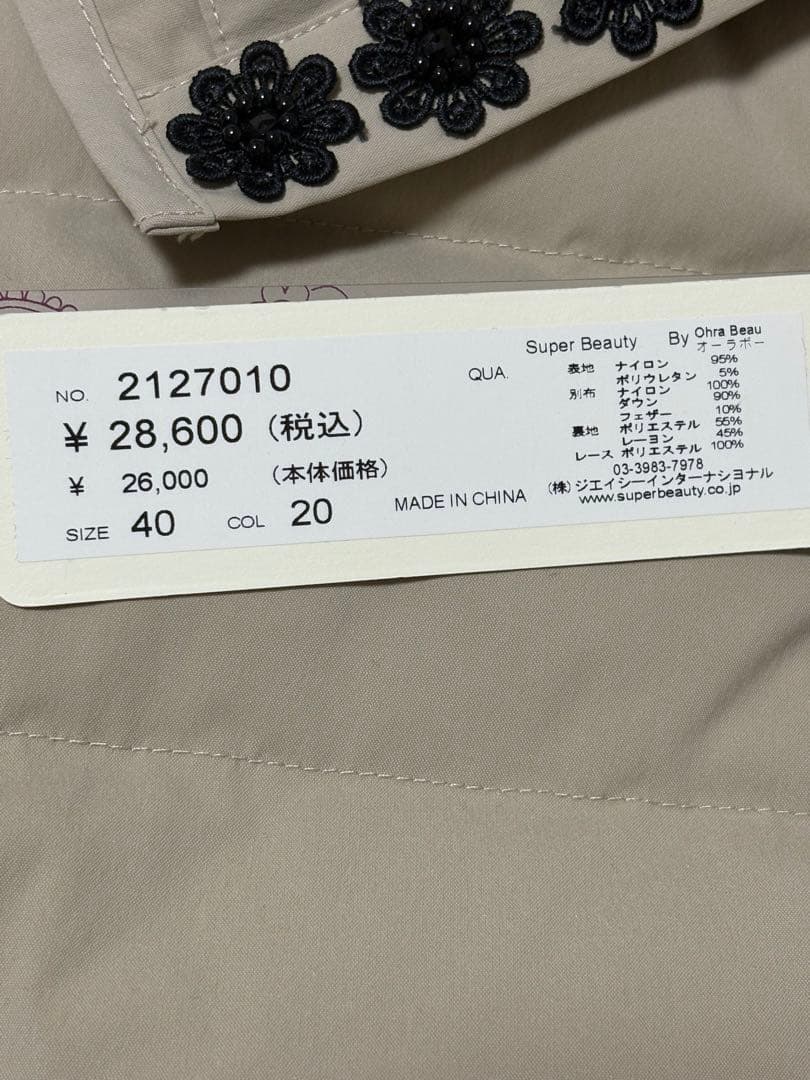 NO. 2127010
¥ 28,600 (税込)
¥ 26,000 (本体価格)
SIZE 40 COL 20
MADE IN CHINA
Super Beauty By Ohra Beau
オーラボー
QUA. 表地 ナイロン 95%
ポリウレタン 5%
別布 ナイロン 100%
ダウン 90%
フェザー 10%
裏地 ポリエステル 55%
レーヨン 45%
レース ポリエステル 100%
03-3983-7978
(株)ジエイシーインターナシヨナル
www.superbeauty.co.jp